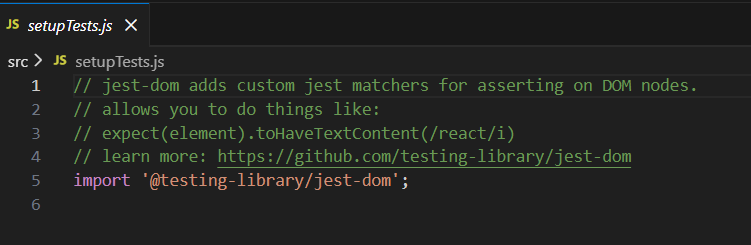 JS setupTests.js ×
src > JS setupTests.js
1 // jest-dom adds custom jest matchers for asserting on DOM nodes.
2 // allows you to do things like:
3 // expect(element).toHaveTextContent(/react/i)
4 // learn more: https://github.com/testing-library/jest-dom
5 import '@testing-library/jest-dom';
6